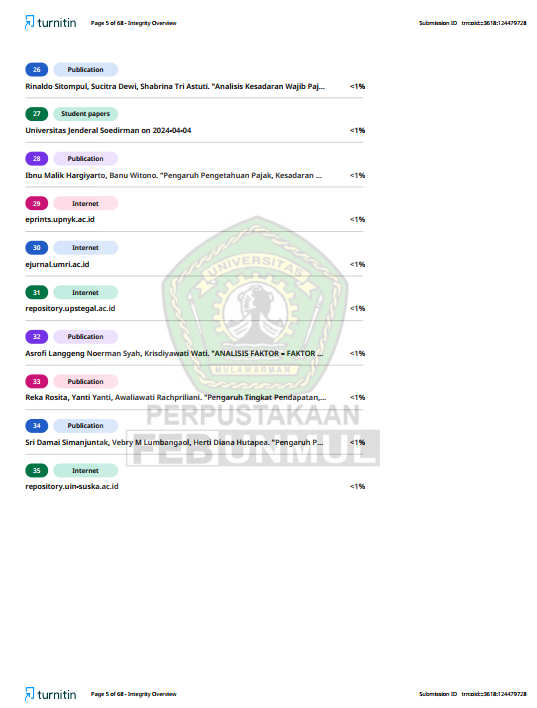 turnitin Page 5 of 68 - Integrity Overview Submission ID trn:oid:::3618:124479728
26 Publication
Rinaldo Sitompul, Sucitra Dewi, Shabrina Tri Astuti. "Analisis Kesadaran Wajib Paj... <1%
27 Student papers
Universitas Jenderal Soedirman on 2024-04-04 <1%
28 Publication
Ibnu Malik Hargiyarto, Banu Witono. "Pengaruh Pengetahuan Pajak, Kesadaran ... <1%
29 Internet
eprints.upnyk.ac.id <1%
30 Internet
ejurnal.umri.ac.id <1%
31 Internet
repository.upstegal.ac.id <1%
32 Publication
Asrofi Langgeng Noerman Syah, Krisdiyawati Wati. "ANALISIS FAKTOR – FAKTOR ... <1%
33 Publication
Reka Rosita, Yanti Yanti, Awaliawati Rachpriliani. "Pengaruh Tingkat Pendapatan,... <1%
34 Publication
Sri Damai Simanjuntak, Vebry M Lumbangaol, Herti Diana Hutapea. "Pengaruh P... <1%
35 Internet
repository.uin-suska.ac.id <1%
UNIVERSITAS
MULAWARMAN
PERPUSTAKAAN
FEB UNMUL
turnitin Page 5 of 68 - Integrity Overview Submission ID trn:oid:::3618:124479728